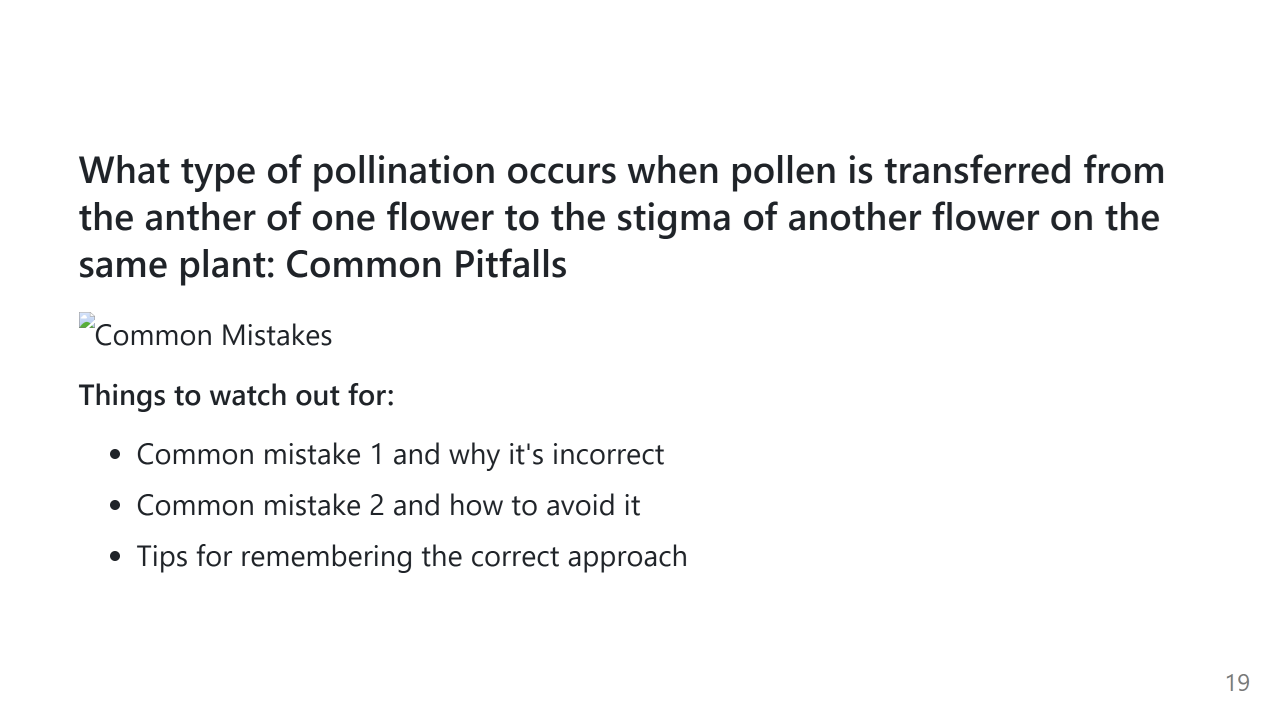 What type of pollination occurs when pollen is transferred from
the anther of one flower to the stigma of another flower on the
same plant: Common Pitfalls
Common Mistakes
Things to watch out for:
• Common mistake 1 and why it's incorrect
• Common mistake 2 and how to avoid it
• Tips for remembering the correct approach
19